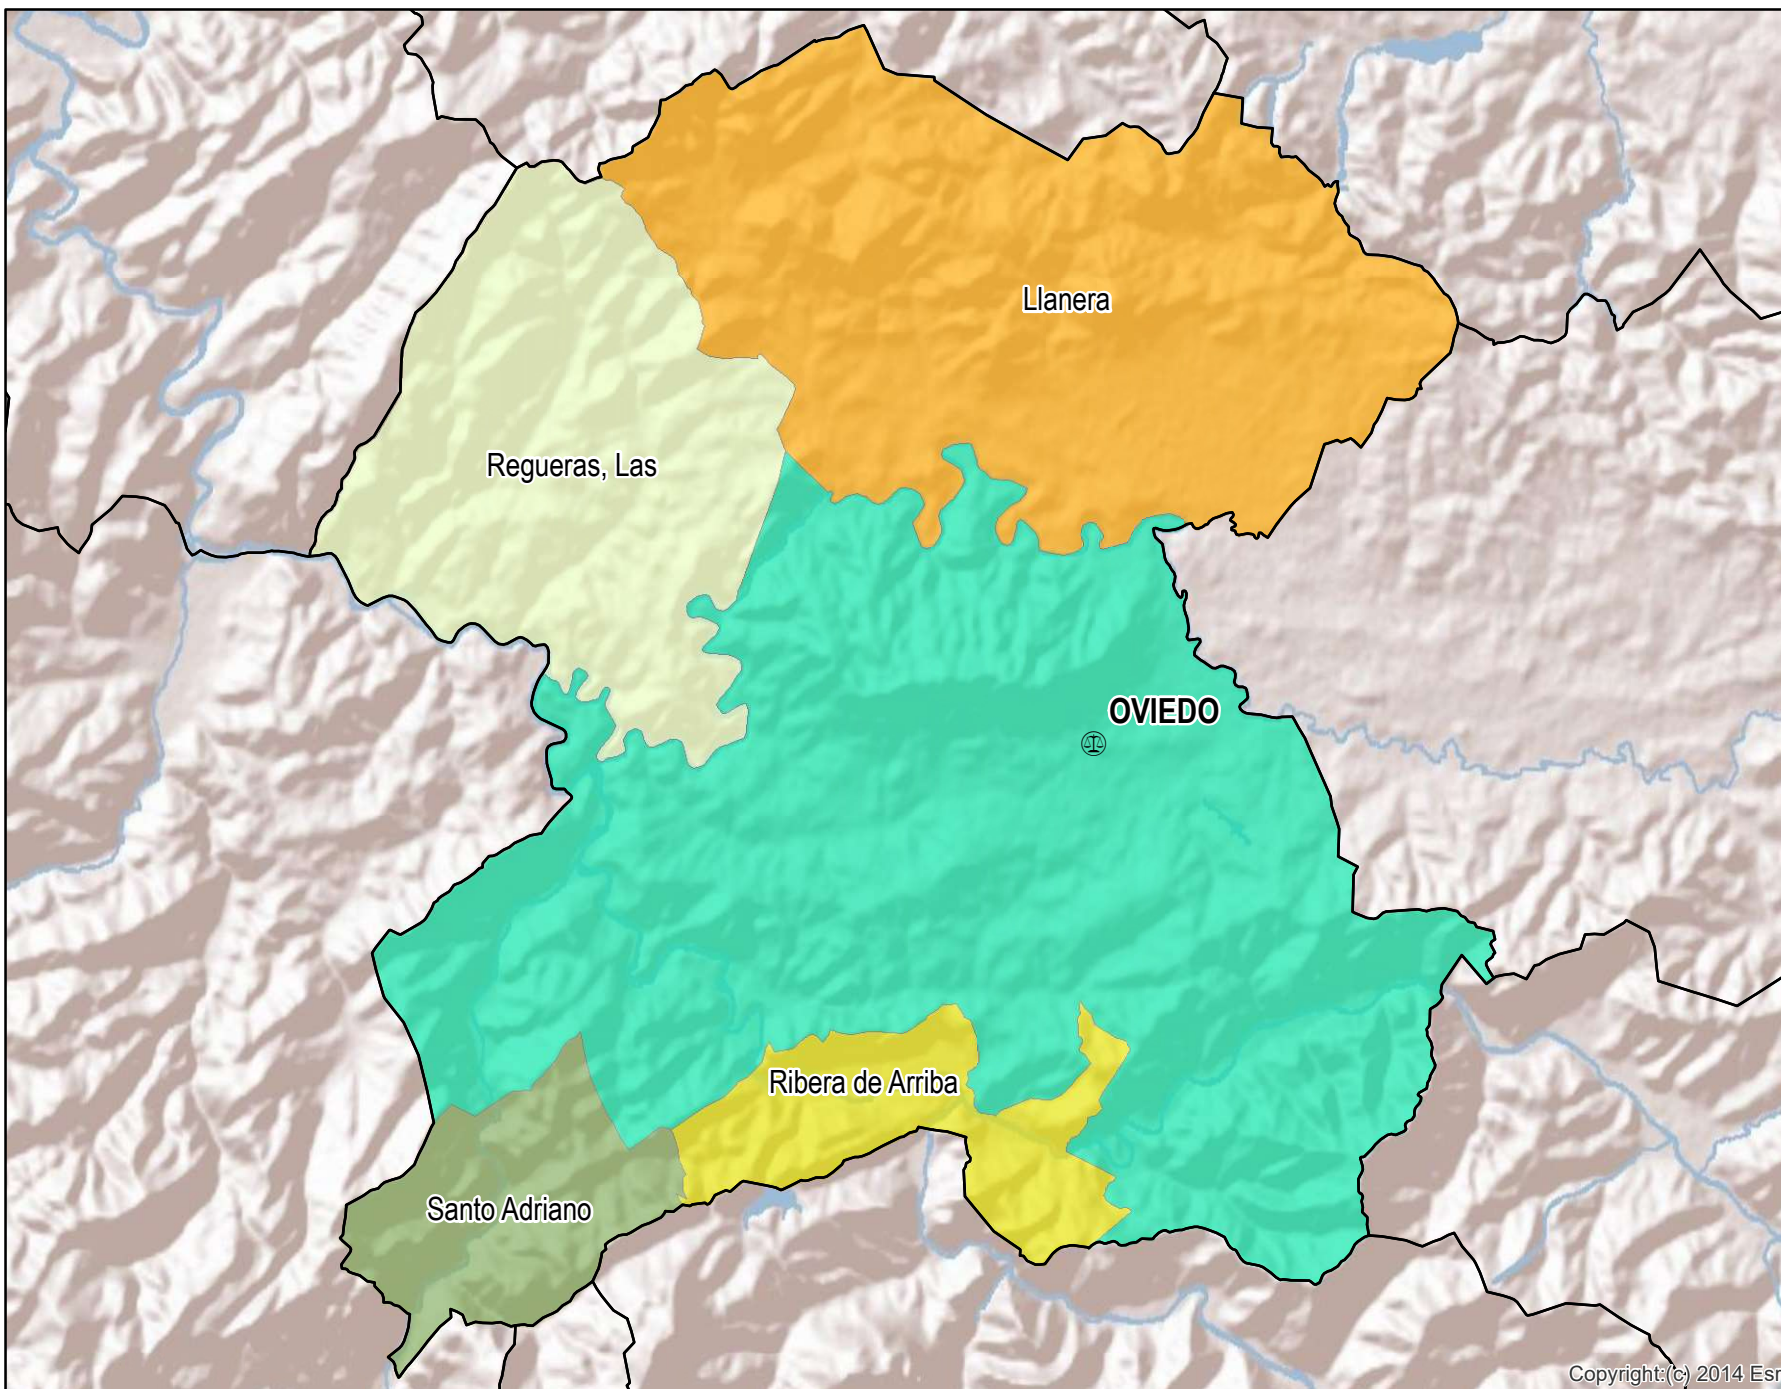 Llanera
Regueras, Las
OVIEDO
Ribera de Arriba
Santo Adriano
Copyright:(c) 2014 Esr